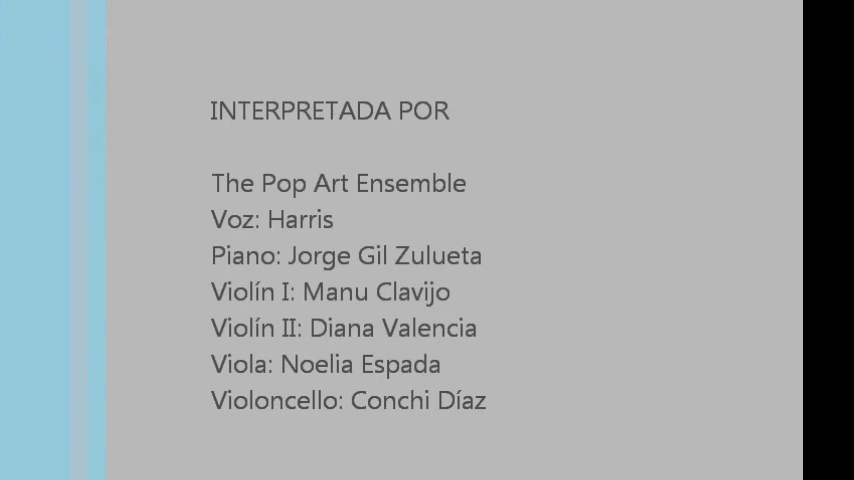 INTERPRETADA POR
The Pop Art Ensemble
Voz: Harris
Piano: Jorge Gil Zulueta
Violín I: Manu Clavijo
Violín II: Diana Valencia
Viola: Noelia Espada
Violoncello: Conchi Díaz